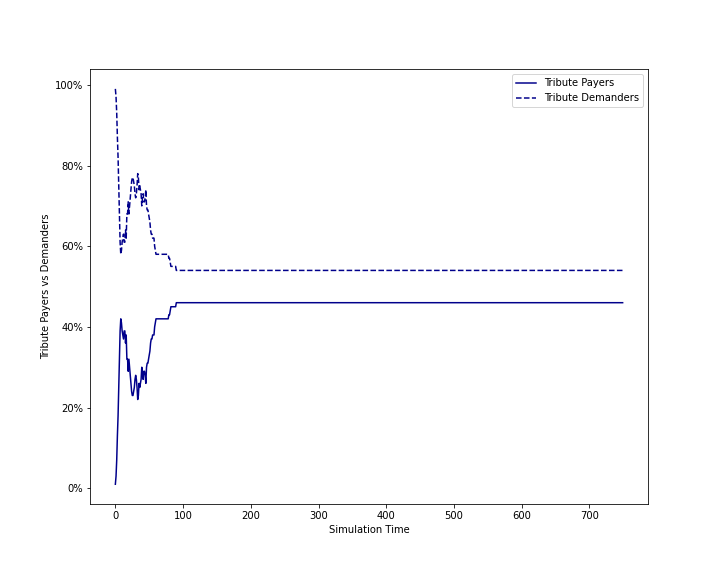 Tribute Payers
Tribute Demanders
100%
80%
60%
40%
20%
0%
Tribute Payers vs Demanders
0 100 200 300 400 500 600 700
Simulation Time